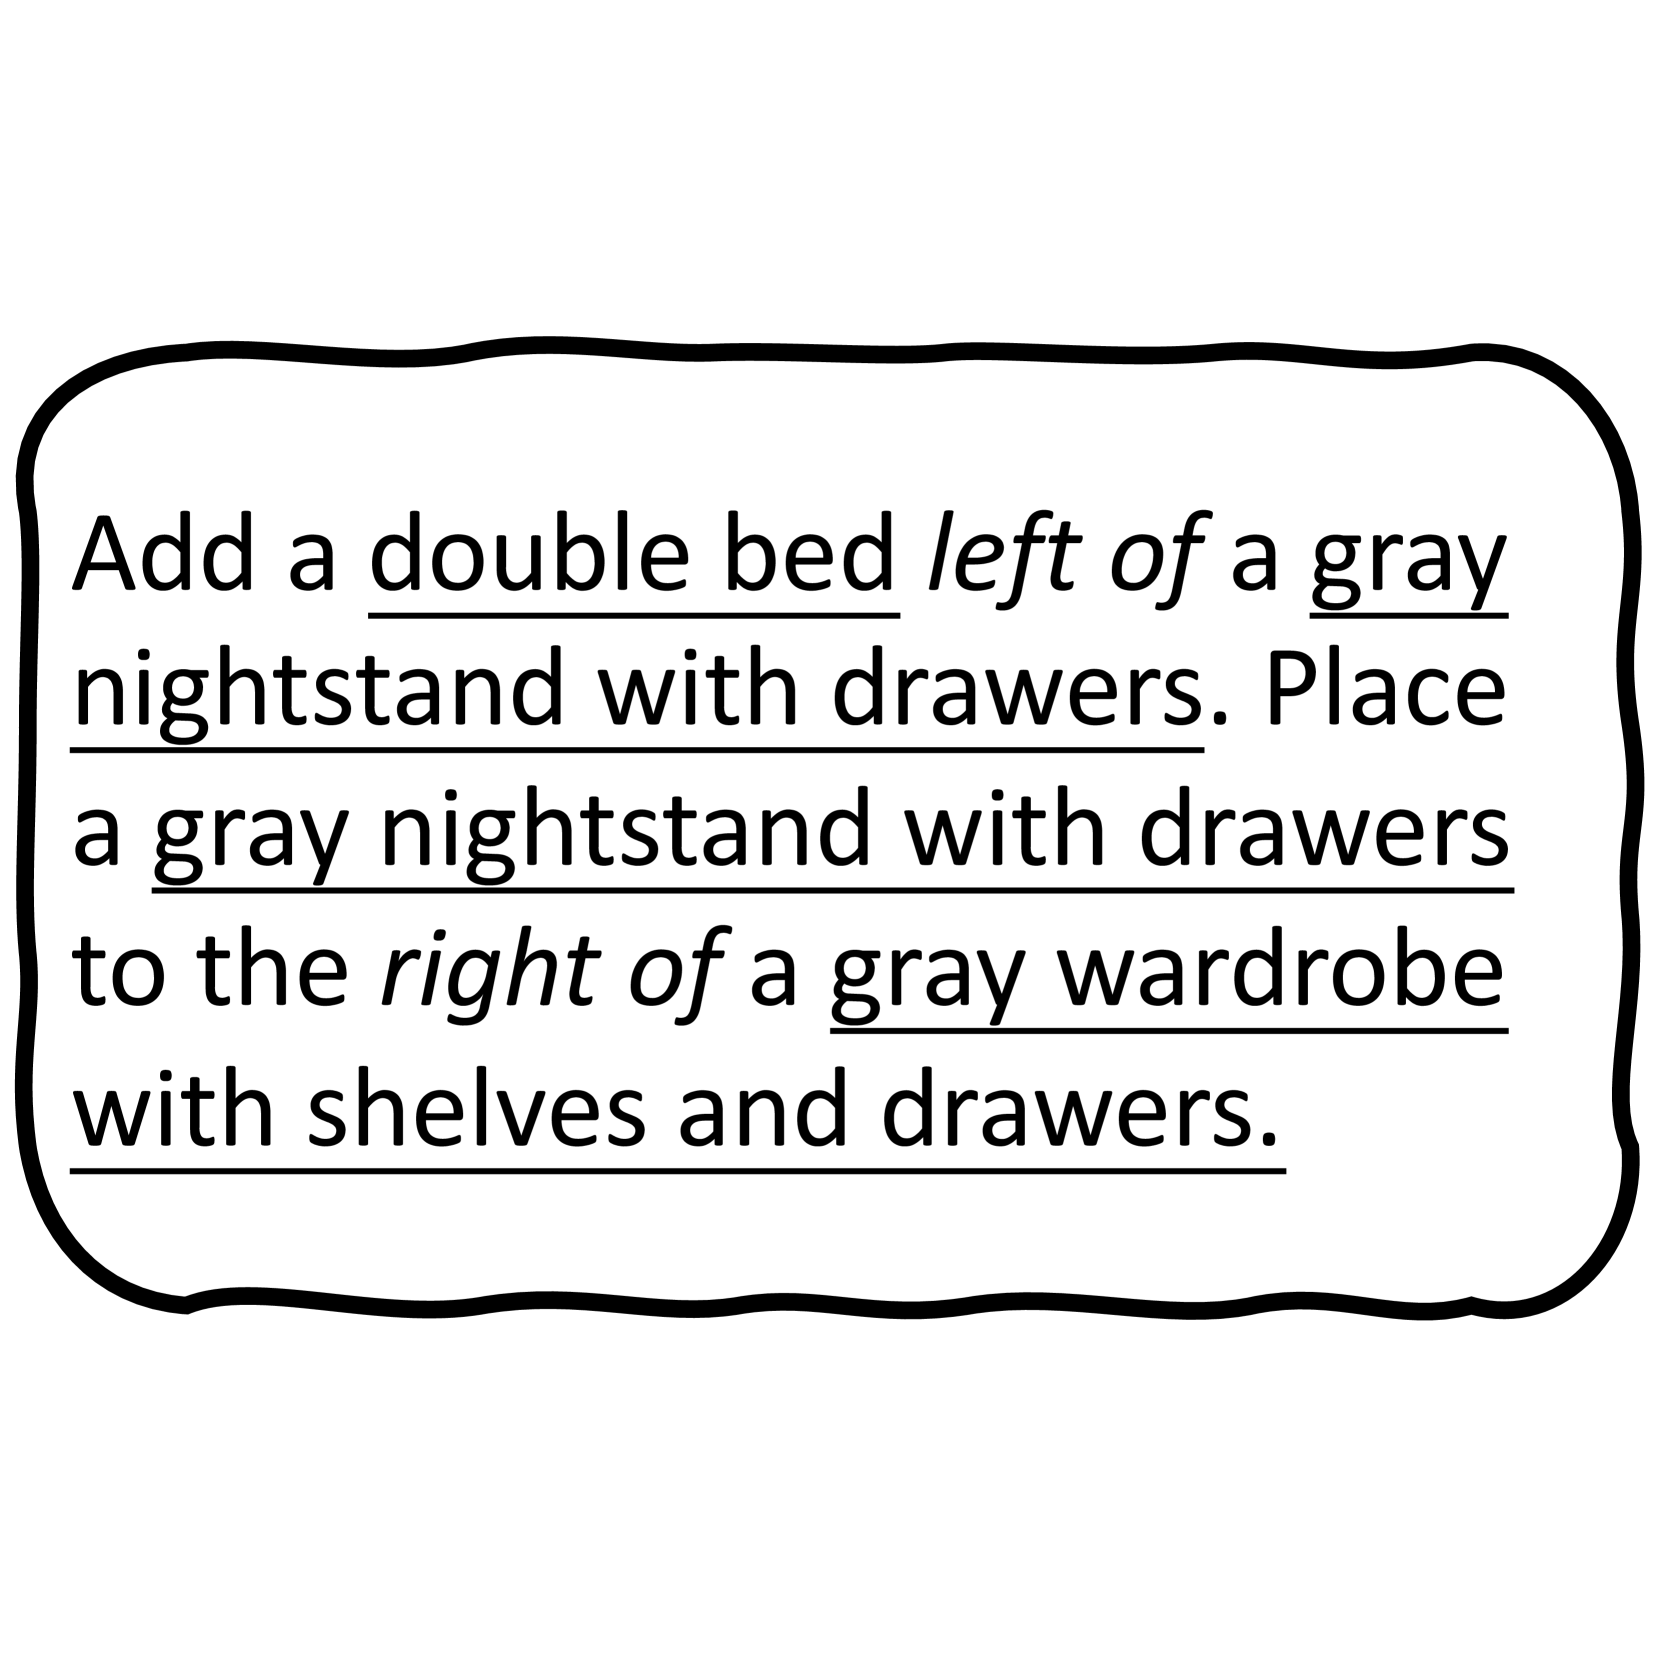 Add a double bed left of a gray
nightstand with drawers. Place
a gray nightstand with drawers
to the right of a gray wardrobe
with shelves and drawers.